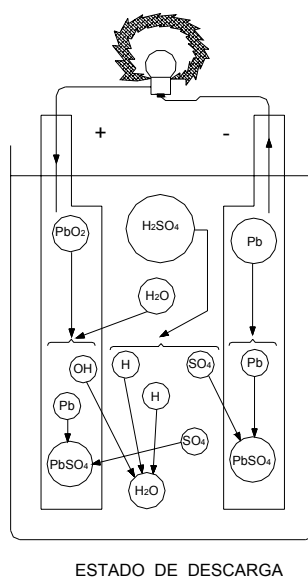 + -
PbO2 H2SO4 Pb
H2O
OH H SO4 Pb
Pb H
SO4
PbSO4 H2O PbSO4
ESTADO DE DESCARGA